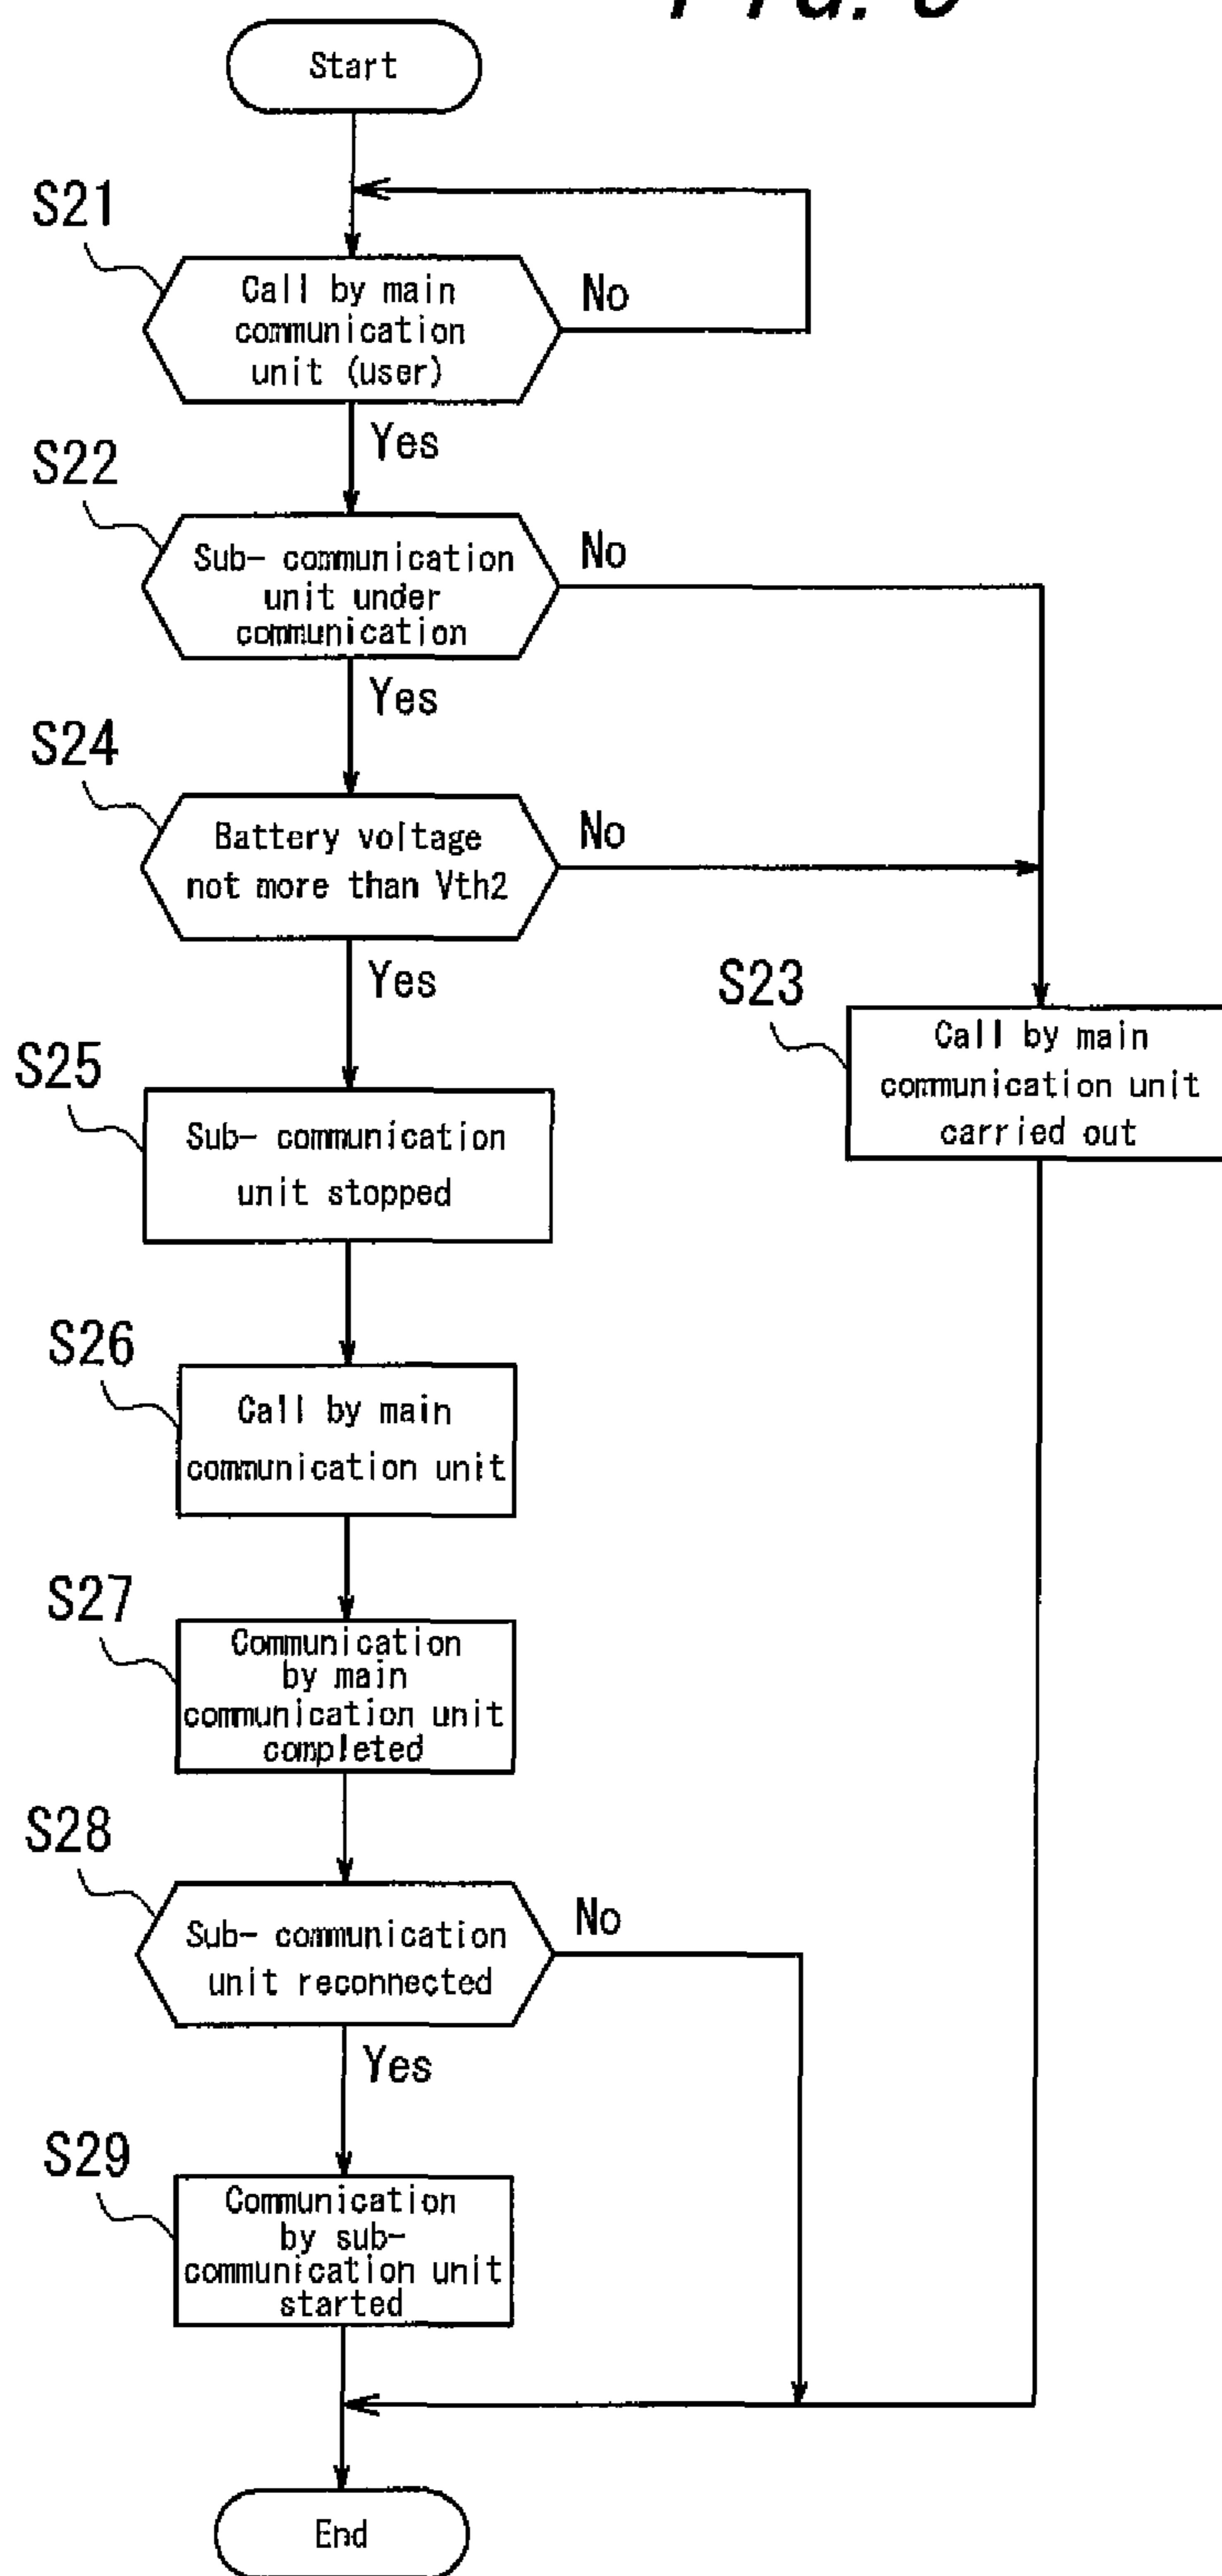 FIG.
Start
S21
Call by main
communication
unit (user)
No
Yes
S22
Sub- communication
unit under
communication
No
Yes
S24
Battery voltage
not more than Vth2
No
Yes
S23
Call by main
communication unit
carried out
S25
Sub- communication
unit stopped
S26
Call by main
communication unit
S27
Communication
by main
communication unit
completed
S28
Sub- communication
unit reconnected
No
Yes
S29
Communication
by sub-
communication unit
started
End